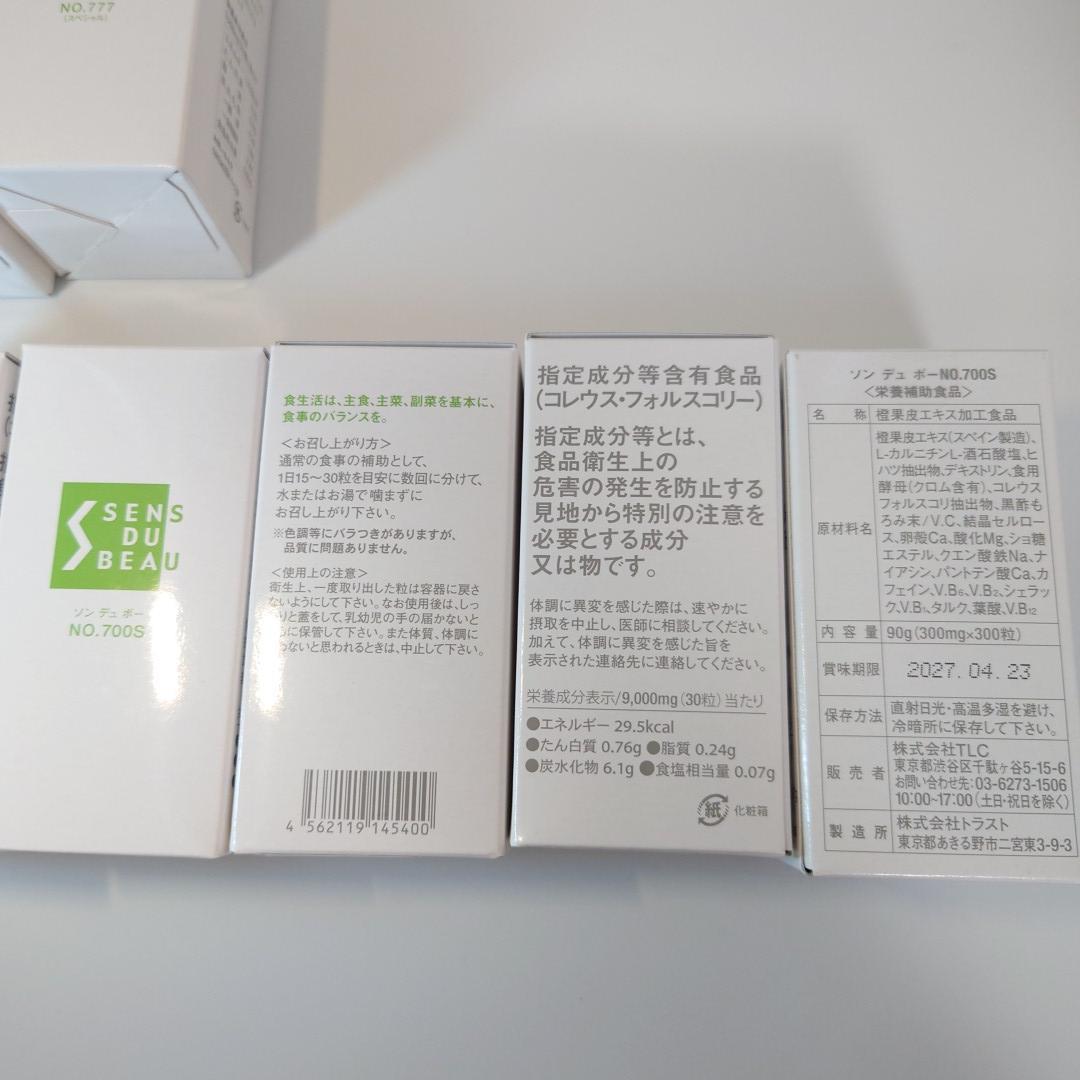 NO.777
(スペシャル)
SENS
DU
BEAU
ソン デュ ボー
NO.700S
食生活は、主食、主菜、副菜を基本に、
食事のバランスを。
＜お召し上がり方＞
通常の食事の補助として、
1日15〜30粒を目安に数回に分けて、
水またはお湯で噛まずに
お召し上がり下さい。
※色調等にバラつきがありますが、
品質に問題ありません。
＜使用上の注意＞
衛生上、一度取り出した粒は容器に戻さ
ないようにして下さい。なお使用後は、しっ
りと蓋をして、乳幼児の手の届かないと
に保管して下さい。また体質、体調に
わないと思われるときは、中止して下さい。
4 562119 145400
指定成分等含有食品
(コレウス・フォルスコリー)
指定成分等とは、
食品衛生上の
危害の発生を防止する
見地から特別の注意を
必要とする成分
又は物です。
体調に異変を感じた際は、速やかに
摂取を中止し、医師に相談してください。
加えて、体調に異変を感じた旨を
表示された連絡先に連絡してください。
栄養成分表示/9,000mg(30粒)当たり
●エネルギー 29.5kcal
●たん白質 0.76g ●脂質 0.24g
●炭水化物 6.1g ●食塩相当量 0.07g
紙 化粧箱
ソン デュ ボーNO.700S
＜栄養補助食品＞
名 称 橙果皮エキス加工食品
原材料名 橙果皮エキス(スペイン製造)、
L-カルニチンL-酒石酸塩、ヒ
ハツ抽出物、デキストリン、食用
酵母(クロム含有)、コレウス
フォルスコリ抽出物、黒酢も
ろみ末/V.C、結晶セルロー
ス、卵殻Ca、酸化Mg、ショ糖
エステル、クエン酸鉄Na、ナ
イアシン、パントテン酸Ca、カ
フェイン、V.B₆、V.B₂、シェラッ
ク、V.B₁、タルク、葉酸、V.B₁₂
内容量 90g(300mg×300粒)
賞味期限 2027.04.23
保存方法 直射日光・高温多湿を避け、
冷暗所に保存して下さい。
販売者 株式会社TLC
東京都渋谷区千駄ヶ谷5-15-6
お問い合わせ先:03-6273-1506
10:00~17:00(土日・祝日を除く)
製造所 株式会社トラスト
東京都あきる野市二宮東3-9-3